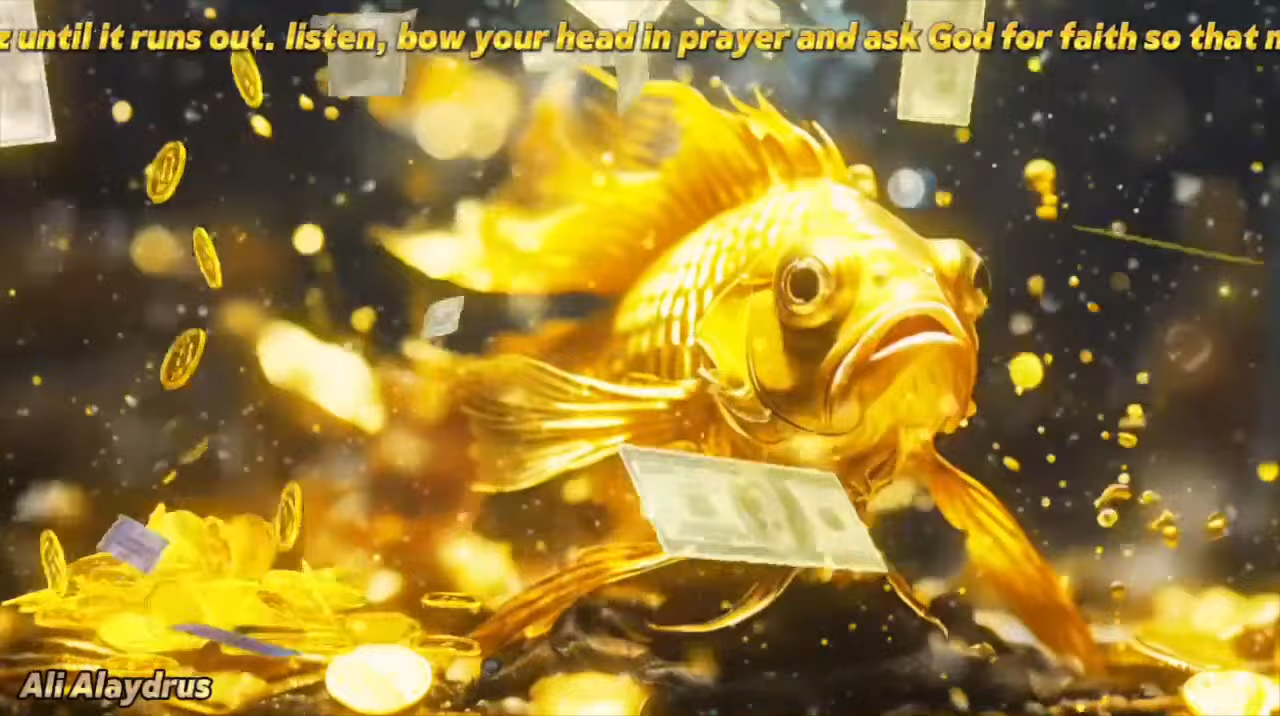 until it runs out. listen, bow your head in prayer and ask God for faith so that
Ali Alaydrus